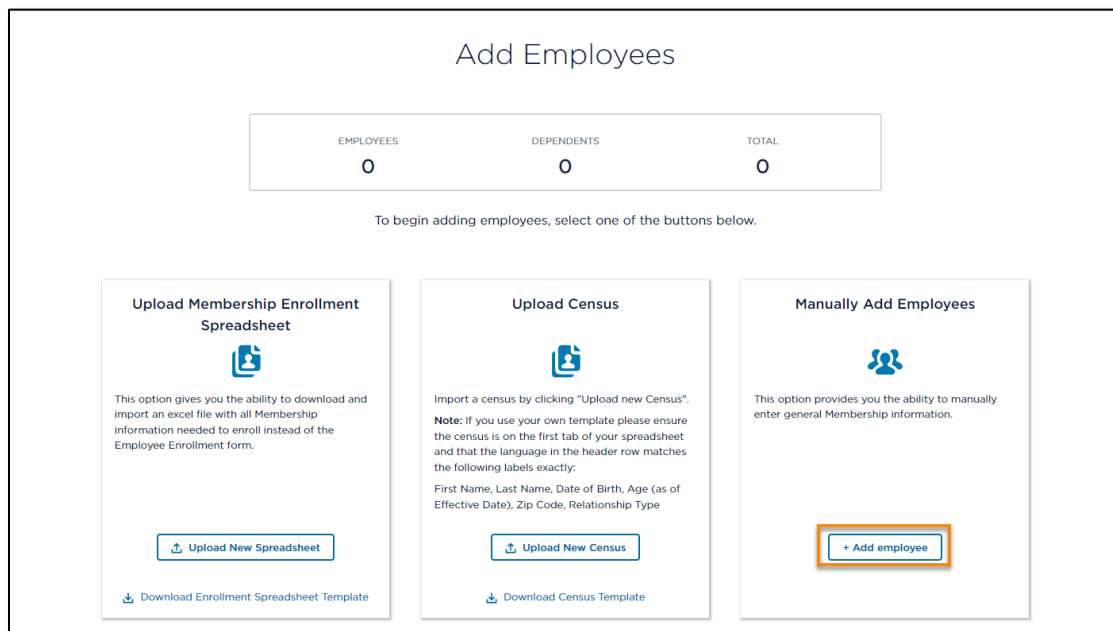 Add Employees
EMPLOYEES DEPENDENTS TOTAL
0 0 0
To begin adding employees, select one of the buttons below.
Upload Membership Enrollment
Spreadsheet
This option gives you the ability to download and
import an excel file with all Membership
information needed to enroll instead of the
Employee Enrollment form.
Upload New Spreadsheet
Download Enrollment Spreadsheet Template
Upload Census
Import a census by clicking "Upload new Census".
Note: If you use your own template please ensure
the census is on the first tab of your spreadsheet
and that the language in the header row matches
the following labels exactly:
First Name, Last Name, Date of Birth, Age (as of
Effective Date), Zip Code, Relationship Type
Upload New Census
Download Census Template
Manually Add Employees
This option provides you the ability to manually
enter general Membership information.
+ Add employee